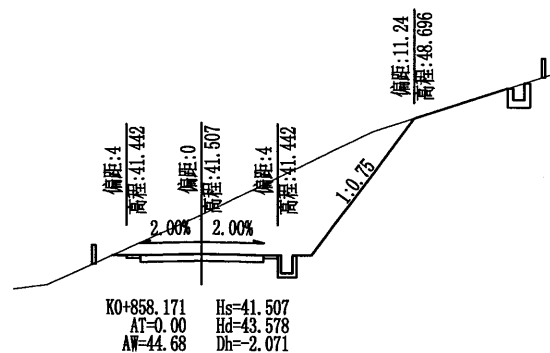 偏距:11.24
高程:48.696
偏距:4
高程:41.442
偏距:0
高程:41.507
偏距:4
高程:41.442
2.00% 2.00%
1:0.75
K0+858.171 Hs=41.507
AT=0.00 Hd=43.578
AW=44.68 Dh=-2.071